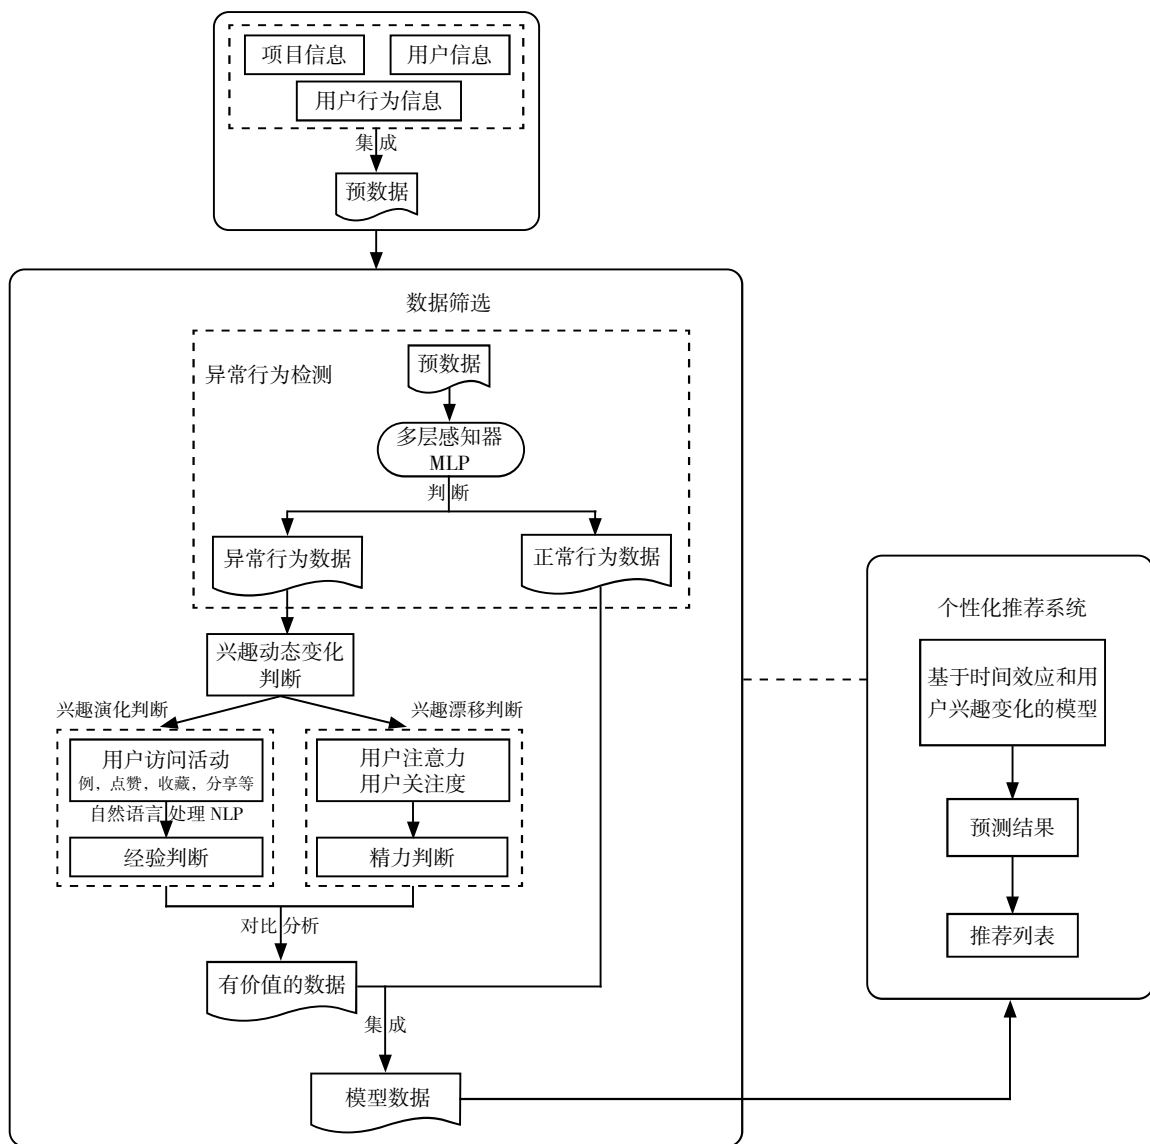 项目信息
用户信息
用户行为信息
集成
预数据
数据筛选
异常行为检测
预数据
多层感知器
MLP
判断
异常行为数据
正常行为数据
兴趣动态变化
判断
兴趣演化判断
兴趣漂移判断
用户访问活动
例，点赞，收藏，分享等
用户注意力
用户关注度
自然语言处理 NLP
经验判断
精力判断
对比分析
有价值的数据
集成
模型数据
个性化推荐系统
基于时间效应和用
户兴趣变化的模型
预测结果
推荐列表